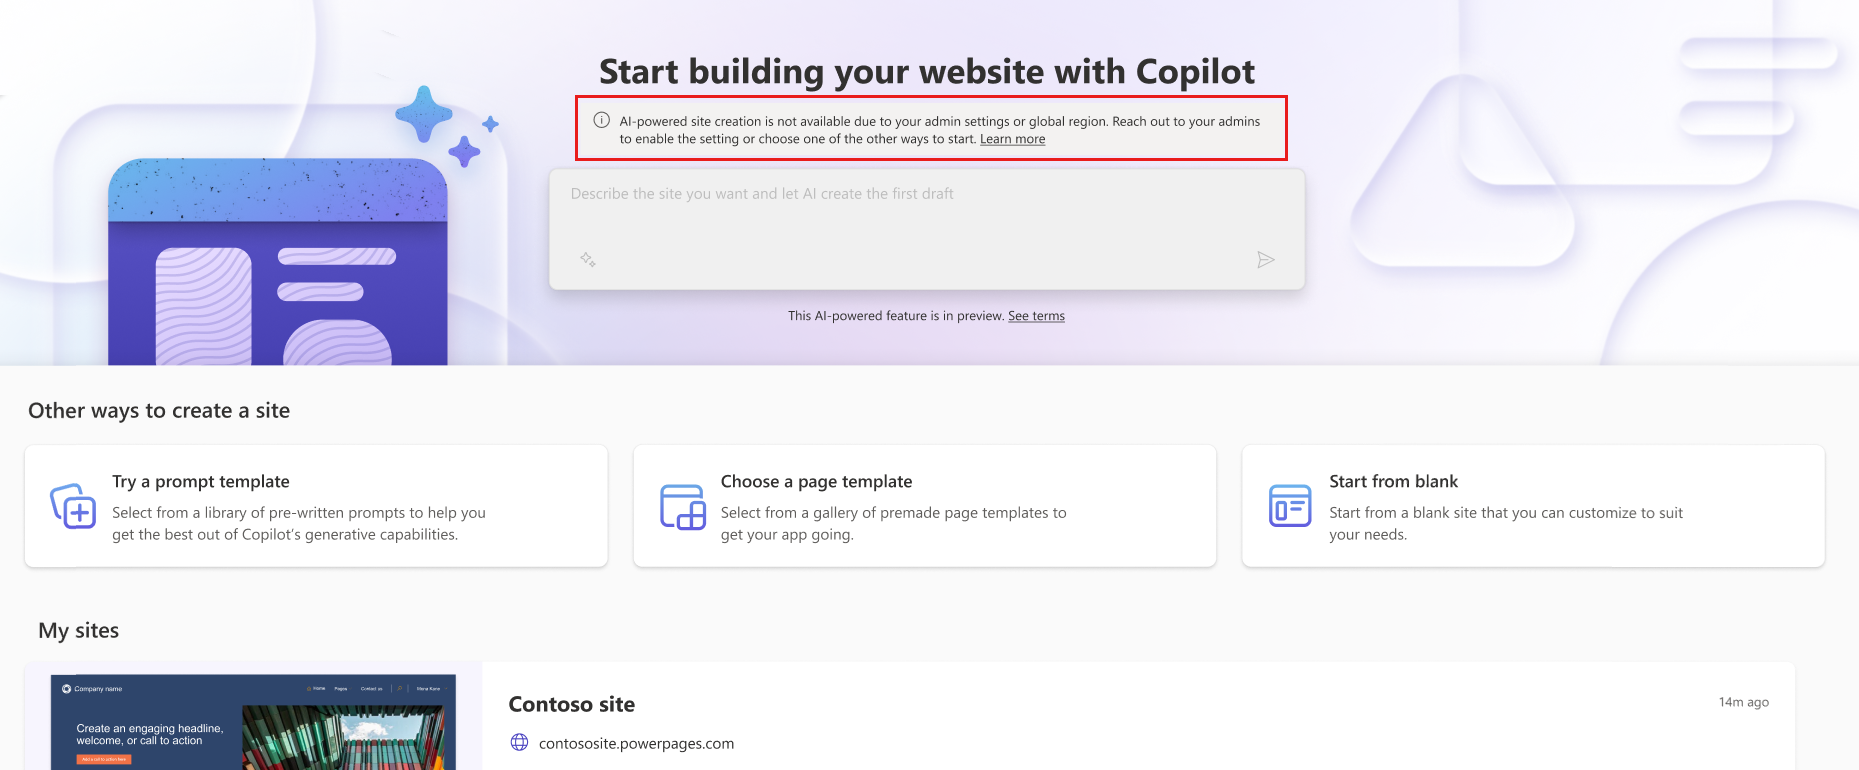 Start building your website with Copilot
AI-powered site creation is not available due to your admin settings or global region. Reach out to your admins
to enable the setting or choose one of the other ways to start. Learn more
Describe the site you want and let AI create the first draft
This AI-powered feature is in preview. See terms
Other ways to create a site
Try a prompt template
Select from a library of pre-written prompts to help you
get the best out of Copilot's generative capabilities.
Choose a page template
Select from a gallery of premade page templates to
get your app going.
Start from blank
Start from a blank site that you can customize to suit
your needs.
My sites
Company name
Home Pages Contact us Mona Kane
Create an engaging headline,
welcome, or call to action
Add a call to action here
Contoso site
14m ago
contososite.powerpages.com